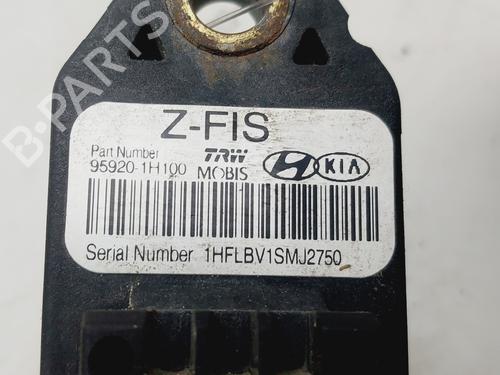 Z-FIS
Part Number TRW
95920-1H100 MOBIS KIA
Serial Number 1HFLBV1SMJ2750
B-PARTS